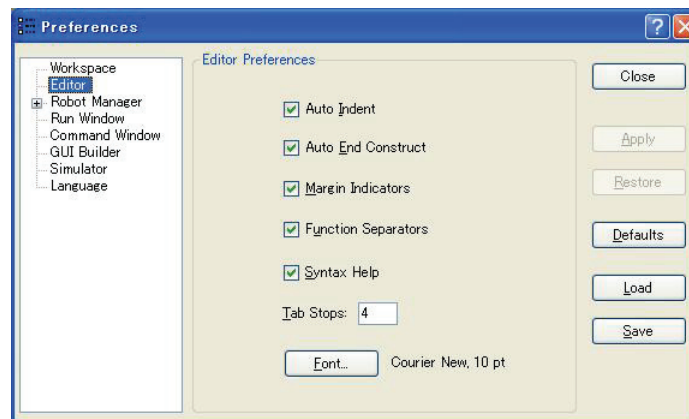 Preferences
Workspace
Editor
Robot Manager
Run Window
Command Window
GUI Builder
Simulator
Language
Editor Preferences
Auto Indent
Auto End Construct
Margin Indicators
Function Separators
Syntax Help
Tab Stops: 4
Font... Courier New, 10 pt
Close
Apply
Restore
Defaults
Load
Save